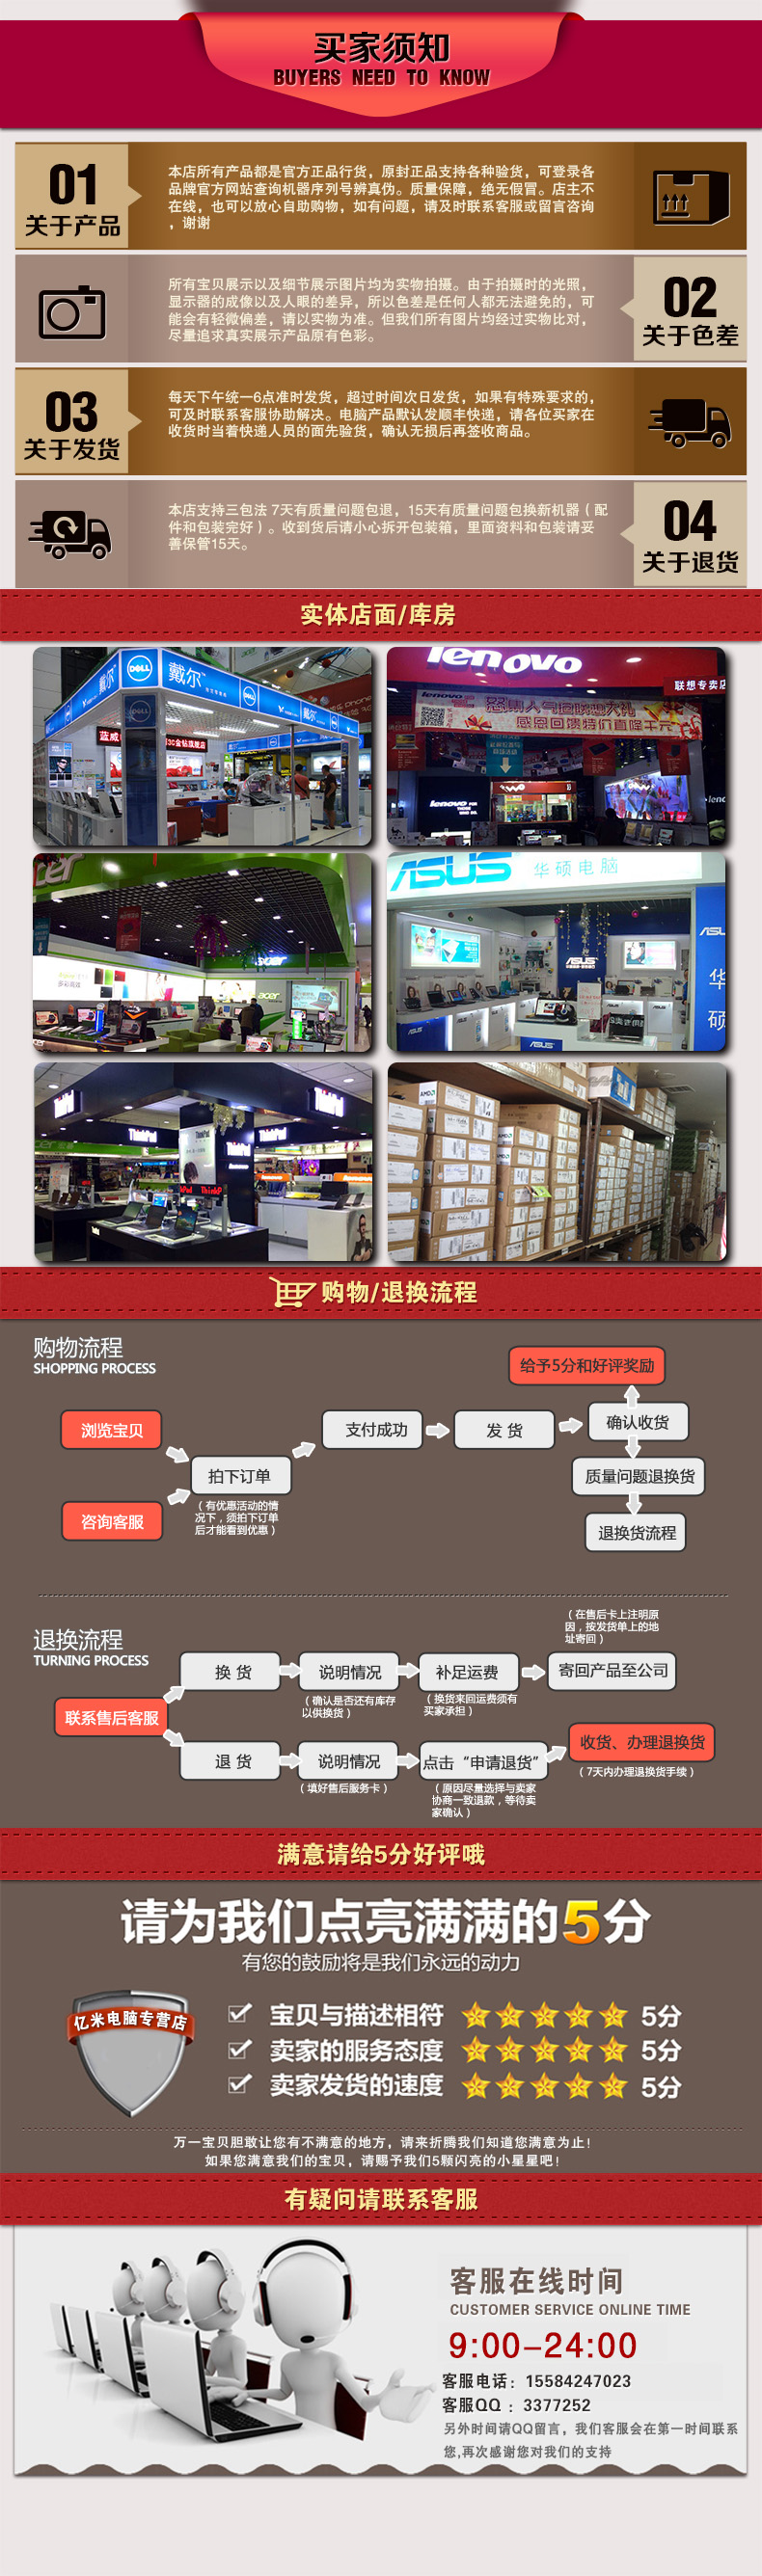 买家须知
BUYERS NEED TO KNOW
01
关于产品
本店所有产品都是官方正品行货，原封正品支持各种验货，可登录各
品牌官方网站查询机器序列号辨真伪。质量保障，绝无假冒。店主不
在线，也可以放心自助购物，如有问题，请及时联系客服或留言咨询
，谢谢
所有宝贝展示以及细节展示图片均为实物拍摄。由于拍摄时的光照，
显示器的成像以及人眼的差异，所以色差是任何人都无法避免的，可
能会有轻微偏差，请以实物为准。但我们所有图片均经过实物比对，
尽量追求真实展示产品原有色彩。
02
关于色差
03
关于发货
每天下午统一6点准时发货，超过时间次日发货，如果有特殊要求的，
可及时联系客服协助解决。电脑产品默认发顺丰快递，请各位买家在
收货时当着快递人员的面先验货，确认无损后再签收商品。
本店支持三包法 7天有质量问题包退，15天有质量问题包换新机器（配
件和包装完好）。收到货后请小心拆开包装箱，里面资料和包装请妥
善保管15天。
04
关于退货
实体店面/库房
DELL
戴尔
lenovo
联想专卖店
acer
ASUS 华硕电脑
ASUS
华硕
ThinkPad
AMD
购物/退换流程
购物流程
SHOPPING PROCESS
给予5分和好评奖励
浏览宝贝
支付成功
发 货
确认收货
拍下订单
质量问题退换货
咨询客服
（有优惠活动的情
况下，须拍下订单
后才能看到优惠）
退换货流程
退换流程
TURNING PROCESS
（在售后卡上注明原
因，按发货单上的地
址寄回）
换 货
说明情况
补足运费
寄回产品至公司
（确认是否还有库存
以供换货）
（换货来回运费须有
买家承担）
联系售后客服
退 货
说明情况
点击“申请退货”
收货、办理退换货
（填好售后服务卡）
（原因尽量选择与卖家
协商一致退款，等待卖
家确认）
（7天内办理退换货手续）
满意请给5分好评哦
请为我们点亮满满的5分
有您的鼓励将是我们永远的动力
亿米电脑专营店
宝贝与描述相符 5分
卖家的服务态度 5分
卖家发货的速度 5分
万一宝贝胆敢让您有不满意的地方，请来折腾我们知道您满意为止！
如果您满意我们的宝贝，请赐予我们5颗闪亮的小星星吧！
有疑问请联系客服
客服在线时间
CUSTOMER SERVICE ONLINE TIME
9:00-24:00
客服电话：15584247023
客服QQ ：3377252
另外时间请QQ留言，我们客服会在第一时间联系
您,再次感谢您对我们的支持